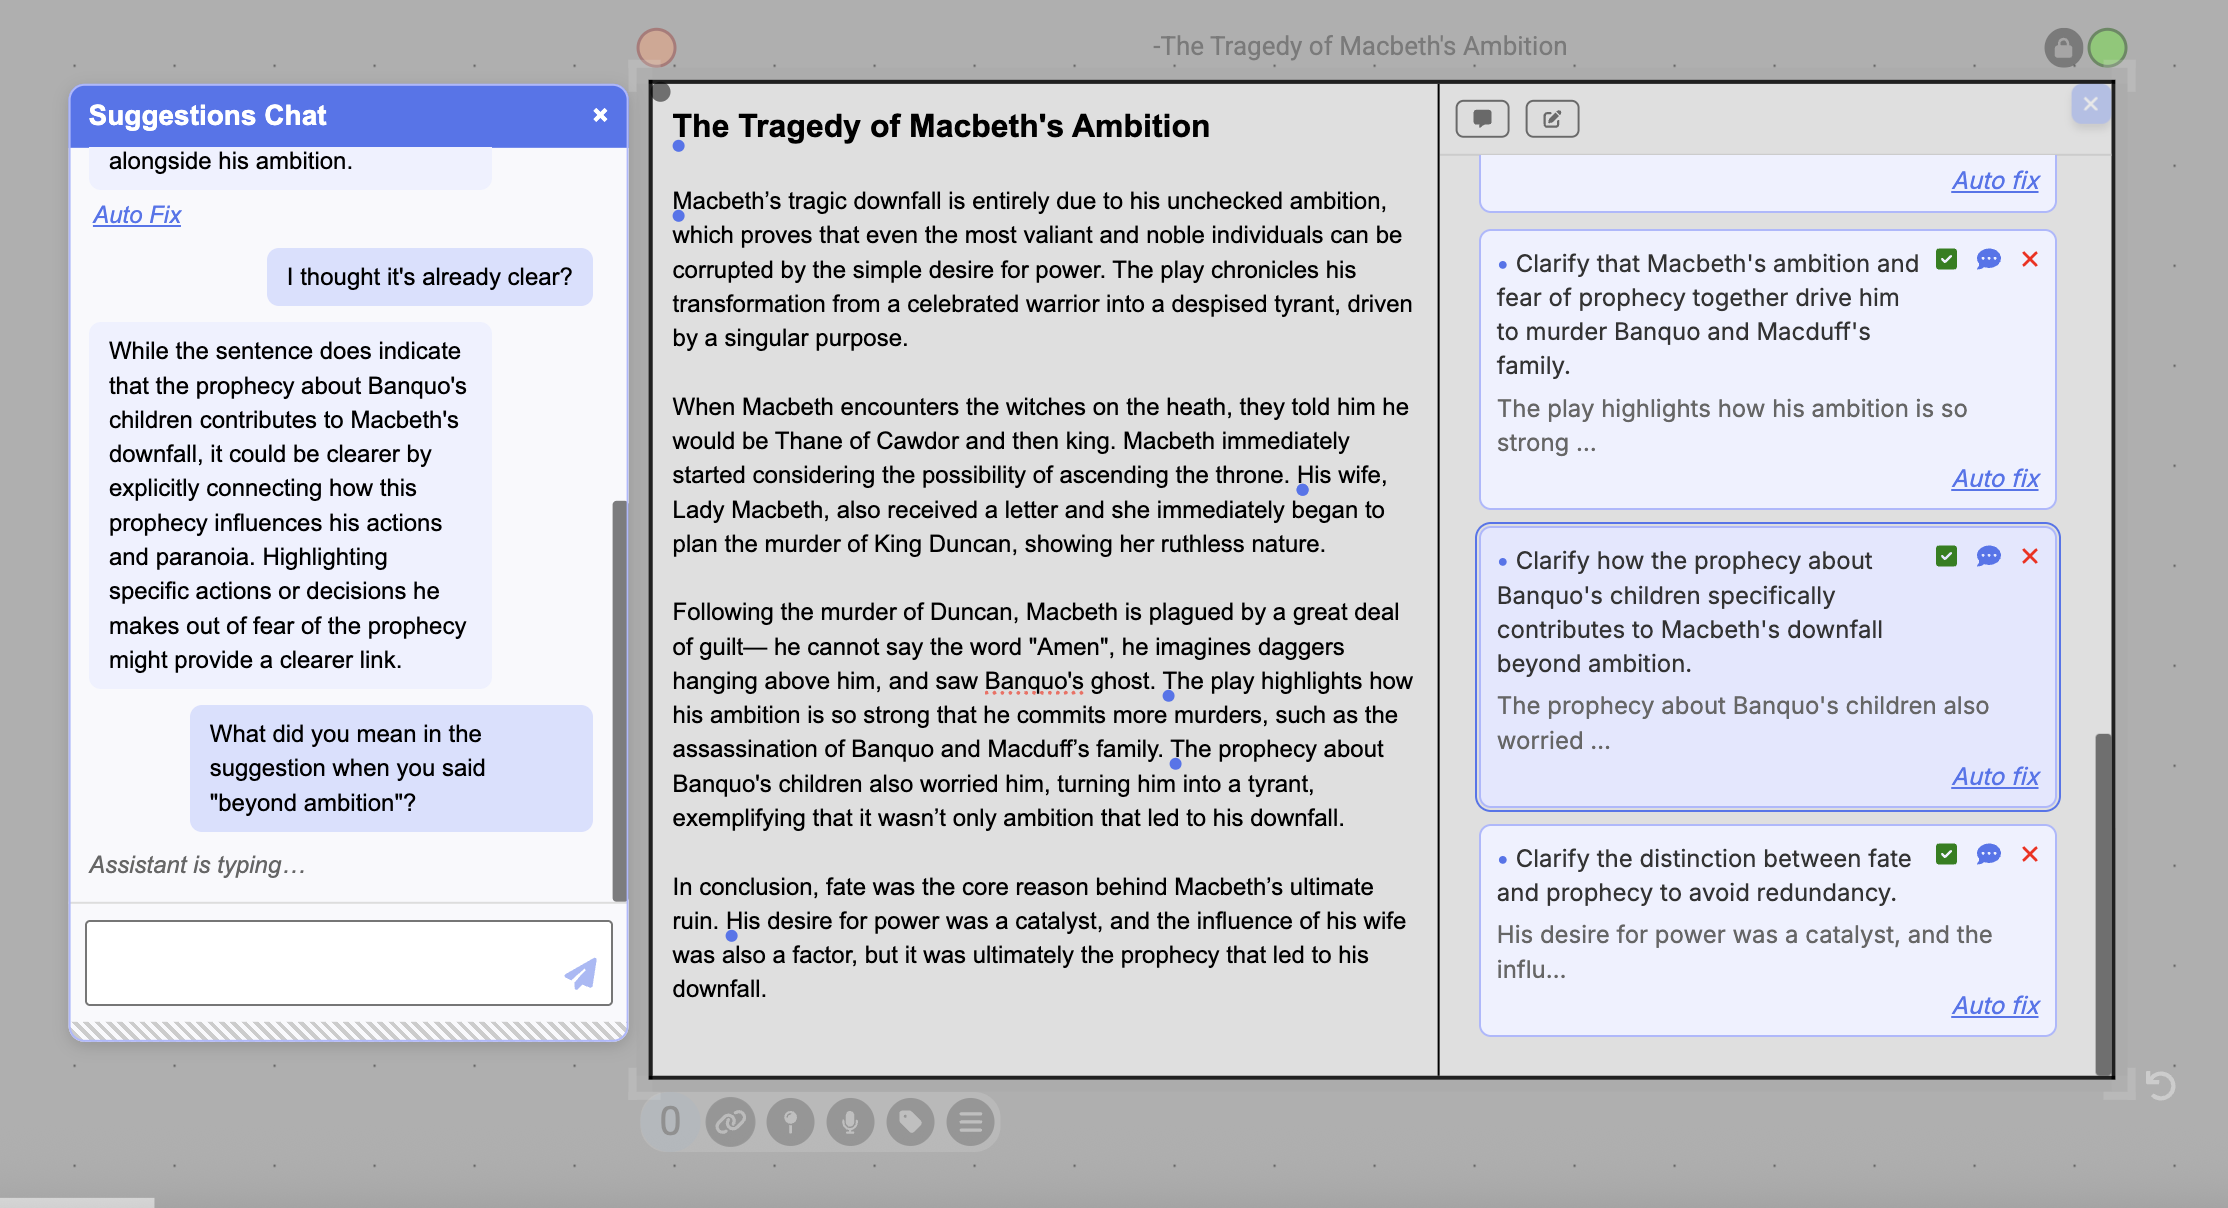 -The Tragedy of Macbeth's Ambition
Suggestions Chat
alongside his ambition.
Auto Fix
I thought it's already clear?
While the sentence does indicate
that the prophecy about Banquo's
children contributes to Macbeth's
downfall, it could be clearer by
explicitly connecting how this
prophecy influences his actions
and paranoia. Highlighting
specific actions or decisions he
makes out of fear of the prophecy
might provide a clearer link.
What did you mean in the
suggestion when you said
"beyond ambition"?
Assistant is typing…
The Tragedy of Macbeth's Ambition
Macbeth’s tragic downfall is entirely due to his unchecked ambition,
which proves that even the most valiant and noble individuals can be
corrupted by the simple desire for power. The play chronicles his
transformation from a celebrated warrior into a despised tyrant, driven
by a singular purpose.
When Macbeth encounters the witches on the heath, they told him he
would be Thane of Cawdor and then king. Macbeth immediately
started considering the possibility of ascending the throne. His wife,
Lady Macbeth, also received a letter and she immediately began to
plan the murder of King Duncan, showing her ruthless nature.
Following the murder of Duncan, Macbeth is plagued by a great deal
of guilt— he cannot say the word "Amen", he imagines daggers
hanging above him, and saw Banquo's ghost. The play highlights how
his ambition is so strong that he commits more murders, such as the
assassination of Banquo and Macduff’s family. The prophecy about
Banquo's children also worried him, turning him into a tyrant,
exemplifying that it wasn’t only ambition that led to his downfall.
In conclusion, fate was the core reason behind Macbeth’s ultimate
ruin. His desire for power was a catalyst, and the influence of his wife
was also a factor, but it was ultimately the prophecy that led to his
downfall.
Auto fix
• Clarify that Macbeth's ambition and
fear of prophecy together drive him
to murder Banquo and Macduff's
family.
The play highlights how his ambition is so
strong ...
Auto fix
• Clarify how the prophecy about
Banquo's children specifically
contributes to Macbeth's downfall
beyond ambition.
The prophecy about Banquo's children also
worried ...
Auto fix
• Clarify the distinction between fate
and prophecy to avoid redundancy.
His desire for power was a catalyst, and the
influ...
Auto fix
0